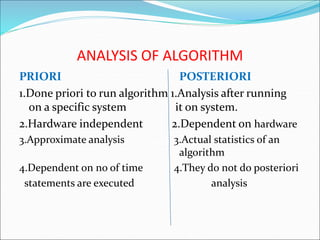 ANALYSIS OF ALGORITHM
PRIORI
1.Done priori to run algorithm
on a specific system
2.Hardware independent
3.Approximate analysis
4.Dependent on no of time
statements are executed
POSTERIORI
1.Analysis after running
it on system.
2.Dependent on hardware
3.Actual statistics of an
algorithm
4.They do not do posteriori
analysis